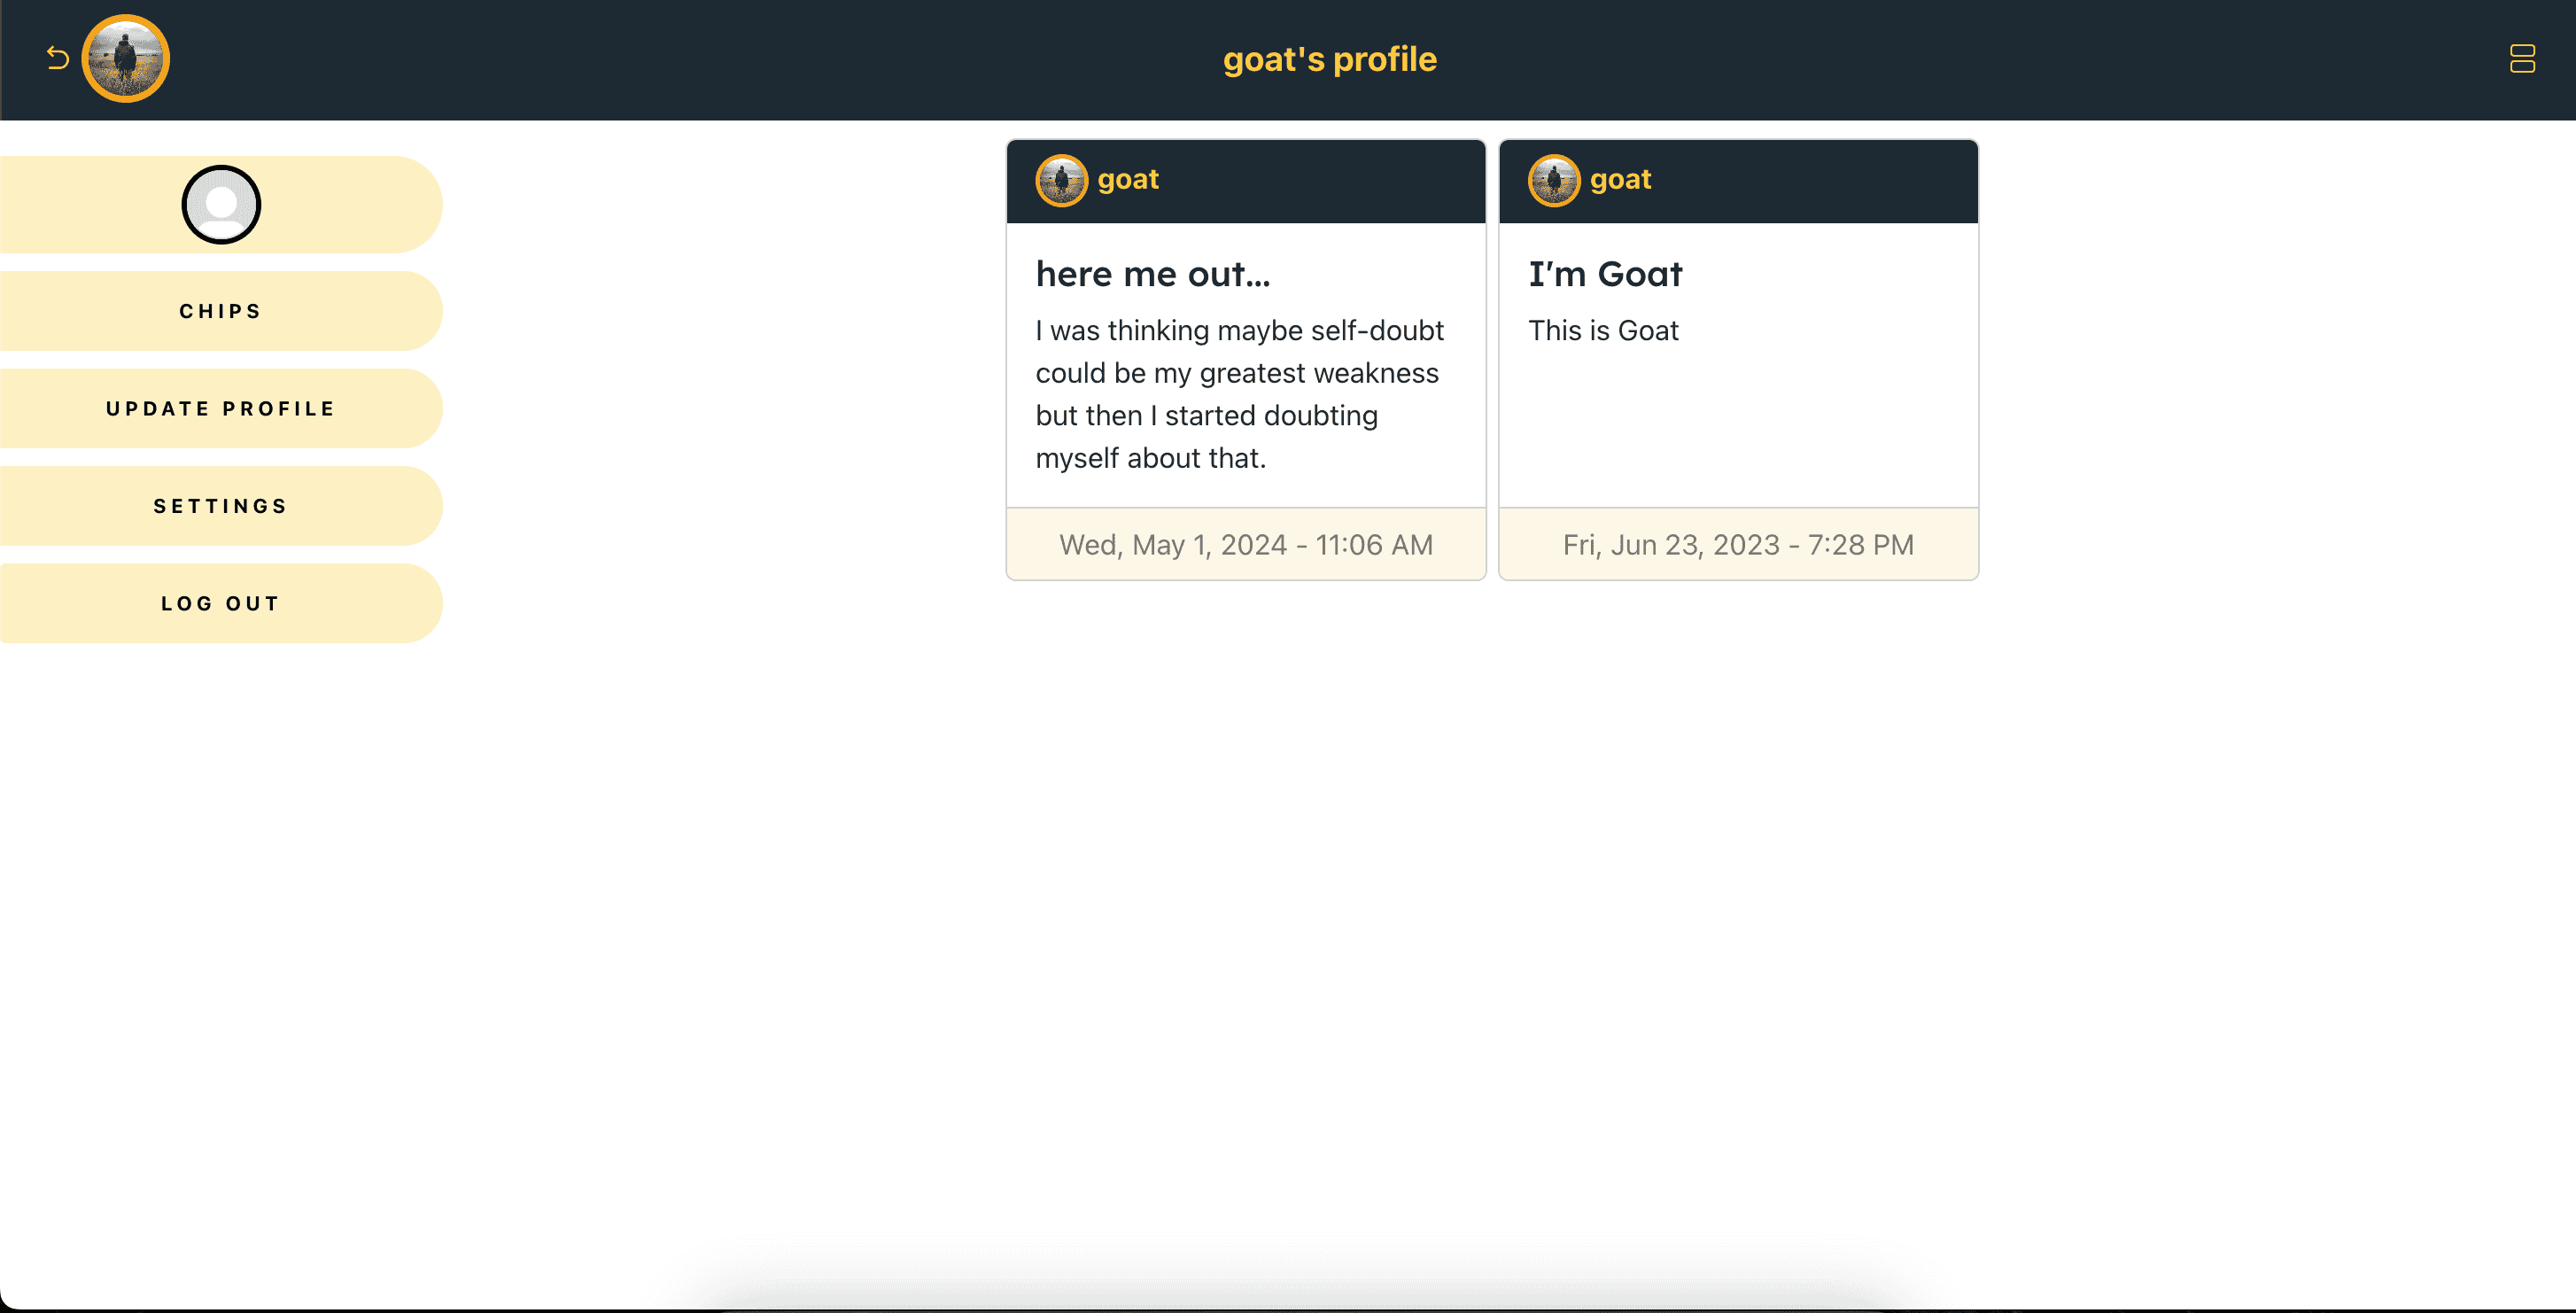 goat's profile
CHIPS
UPDATE PROFILE
SETTINGS
LOG OUT
goat
here me out...
I was thinking maybe self-doubt
could be my greatest weakness
but then I started doubting
myself about that.
Wed, May 1, 2024 - 11:06 AM
goat
I'm Goat
This is Goat
Fri, Jun 23, 2023 - 7:28 PM